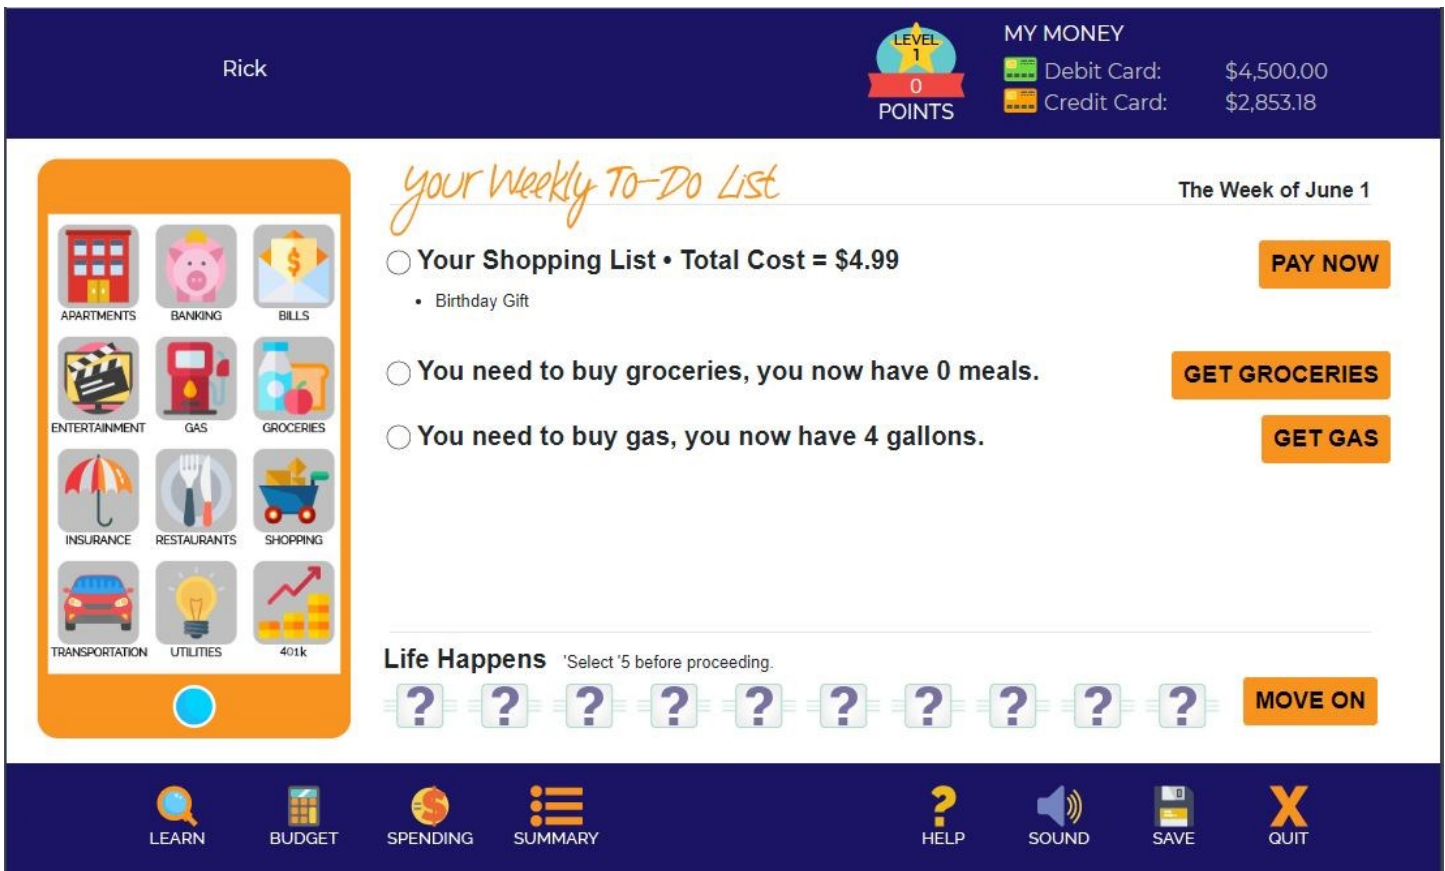 Rick
LEVEL
1
0
POINTS
MY MONEY
Debit Card: $4,500.00
Credit Card: $2,853.18
Your Weekly To-Do List
The Week of June 1
Your Shopping List • Total Cost = $4.99
PAY NOW
• Birthday Gift
You need to buy groceries, you now have 0 meals.
GET GROCERIES
You need to buy gas, you now have 4 gallons.
GET GAS
APARTMENTS BANKING BILLS
ENTERTAINMENT GAS GROCERIES
INSURANCE RESTAURANTS SHOPPING
TRANSPORTATION UTILITIES 401k
Life Happens 'Select '5 before proceeding.
? ? ? ? ? ? ? ? ? ?
MOVE ON
LEARN BUDGET SPENDING SUMMARY HELP SOUND SAVE QUIT